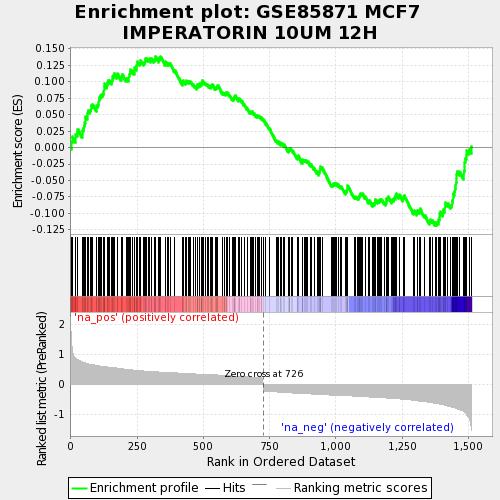 Enrichment plot: GSE85871 MCF7
IMPERATORIN 10UM 12H
Enrichment score (ES)
0.150
0.125
0.100
0.075
0.050
0.025
0.000
-0.025
-0.050
-0.075
-0.100
-0.125
'na_pos' (positively correlated)
Ranked list metric (PreRanked)
2
1
0
-1
Zero cross at 726
'na_neg' (negatively correlated)
0
250
500
750
1,000
1,250
1,500
Rank in Ordered Dataset
Enrichment profile
Hits
Ranking metric scores